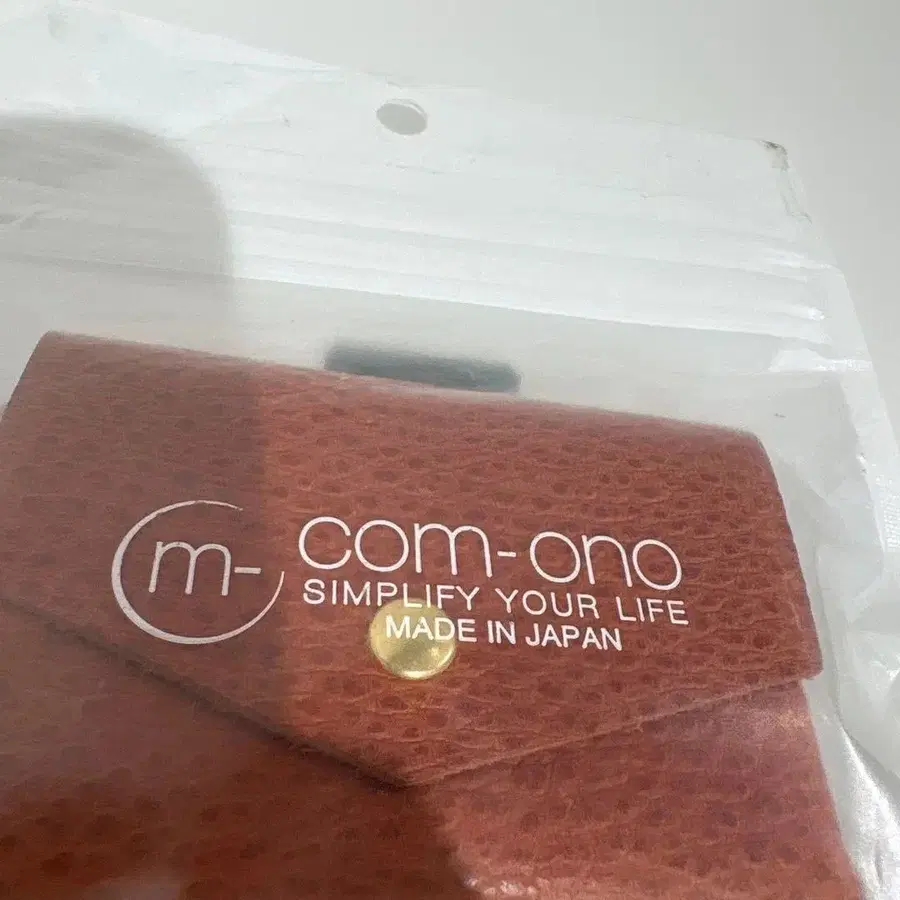 m-
com-ono
SIMPLIFY YOUR LIFE
MADE IN JAPAN